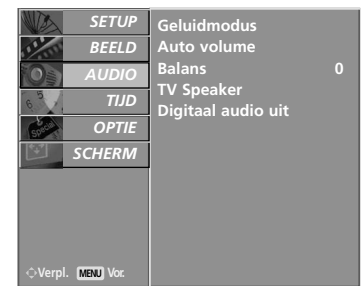 SETUP
BEELD
AUDIO
TIJD
OPTIE
SCHERM
Geluidmodus
Auto volume
Balans 0
TV Speaker
Digitaal audio uit
Special
Verpl. MENU Vor.